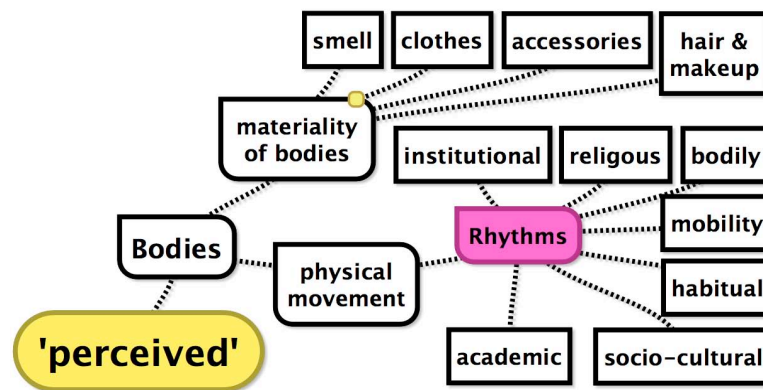 smell
clothes
accessories
hair &
makeup
materiality
of bodies
institutional
religous
bodily
Bodies
Rhythms
mobility
physical
movement
habitual
'perceived'
academic
socio-cultural